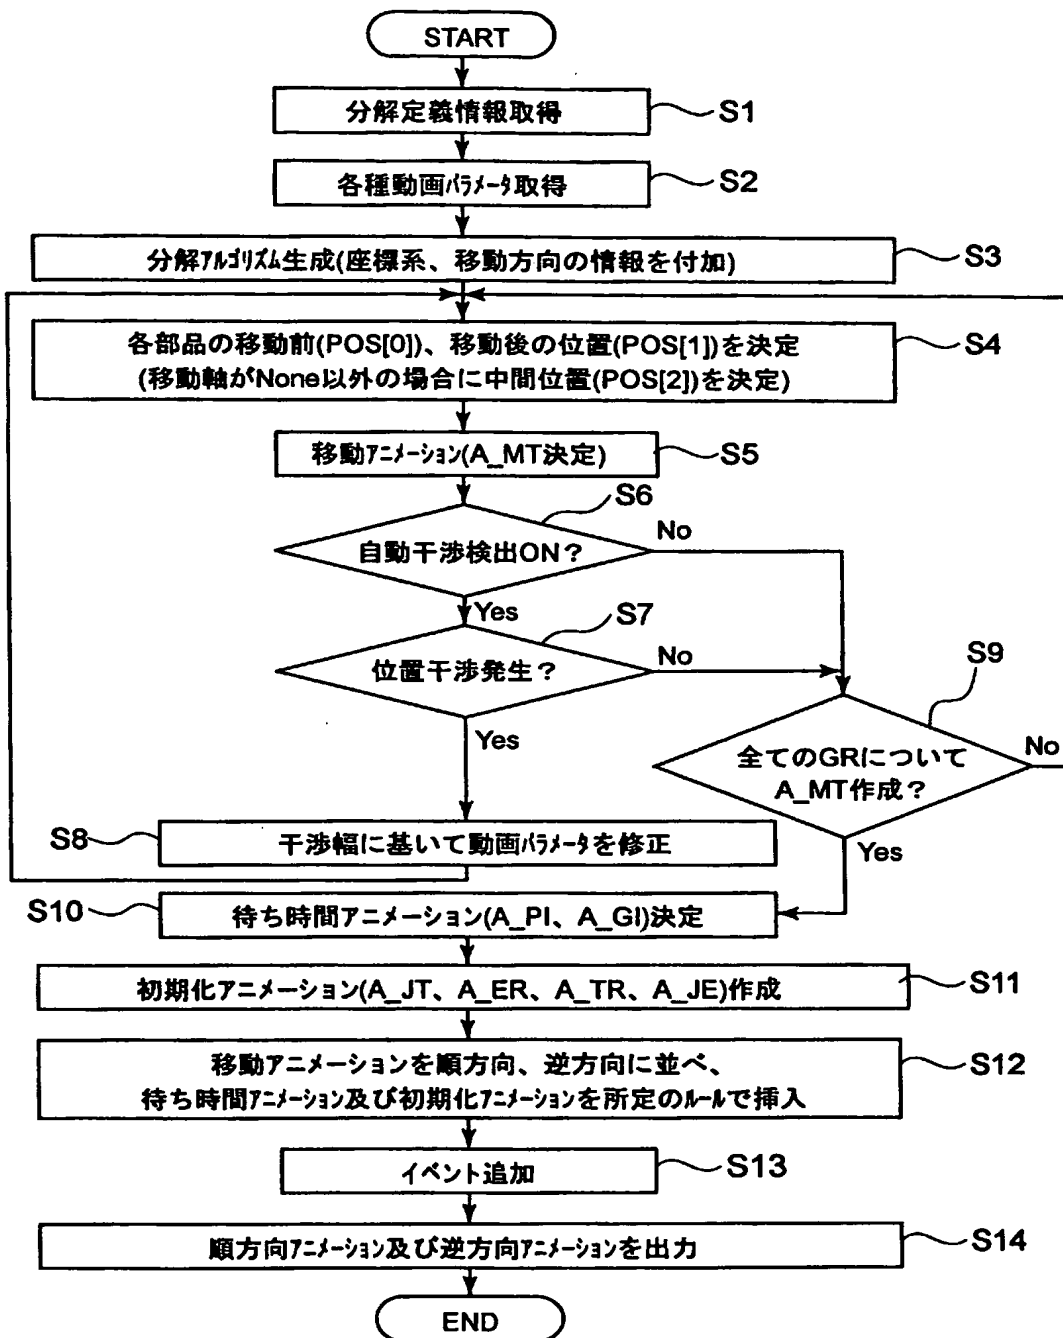 START
分解定義情報取得
S1
各種動画パラメータ取得
S2
分解アルゴリズム生成(座標系、移動方向の情報を付加)
S3
各部品の移動前(POS[0])、移動後の位置(POS[1])を決定
(移動軸がNone以外の場合に中間位置(POS[2])を決定)
S4
移動アニメーション(A_MT決定)
S5
S6
自動干渉検出ON?
No
Yes
S7
位置干渉発生?
No
Yes
S9
全てのGRについて
A_MT作成?
No
Yes
S8
干渉幅に基いて動画パラメータを修正
S10
待ち時間アニメーション(A_PI、A_GI)決定
初期化アニメーション(A_JT、A_ER、A_TR、A_JE)作成
S11
移動アニメーションを順方向、逆方向に並べ、
待ち時間アニメーション及び初期化アニメーションを所定のルールで挿入
S12
イベント追加
S13
順方向アニメーション及び逆方向アニメーションを出力
S14
END